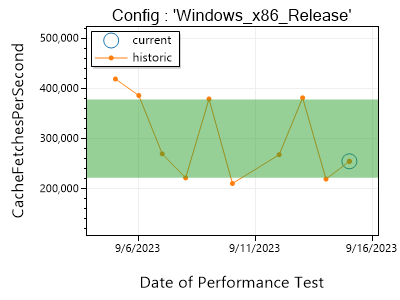 Config : 'Windows_x86_Release'
current
historic
500,000
400,000
300,000
200,000
CacheFetchesPerSecond
9/6/2023 9/11/2023 9/16/2023
Date of Performance Test